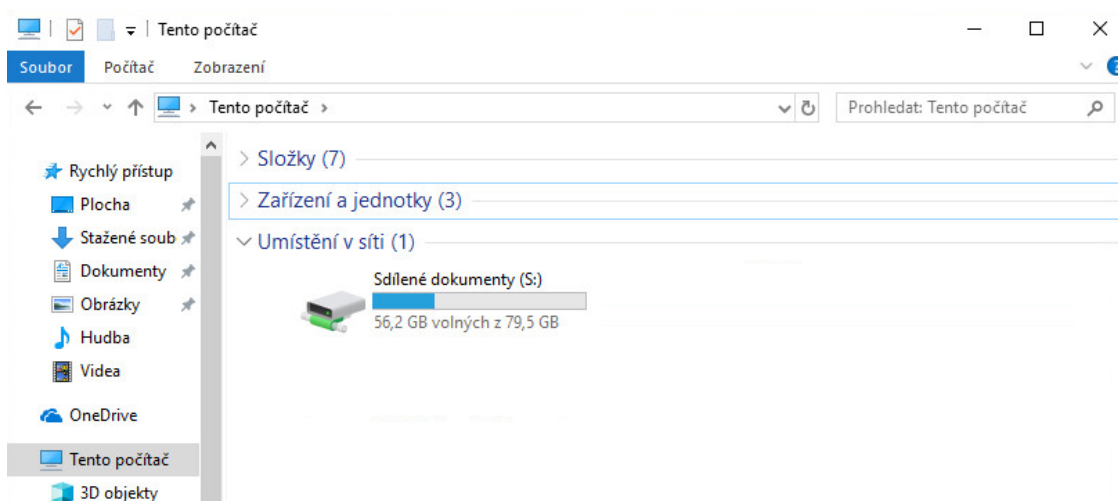 Tento počítač
Soubor Počítač Zobrazení
Tento počítač
Prohledat: Tento počítač
Rychlý přístup
Plocha
Stažené soub
Dokumenty
Obrázky
Hudba
Videa
OneDrive
Tento počítač
3D objekty
Složky (7)
Zařízení a jednotky (3)
Umístění v síti (1)
Sdílené dokumenty (S:)
56,2 GB volných z 79,5 GB